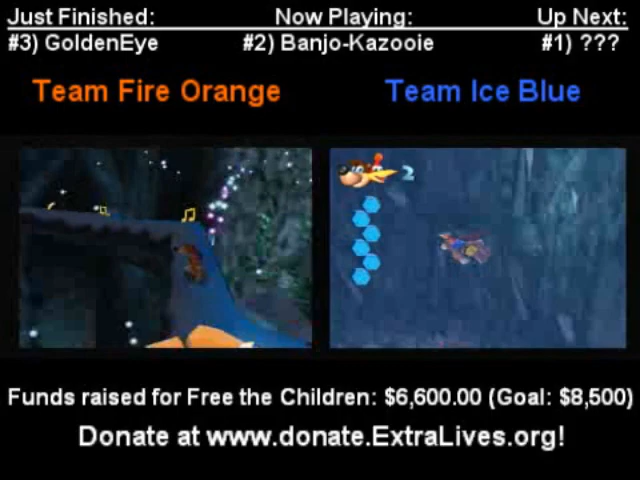 Just Finished: Now Playing: Up Next:
#3) GoldenEye #2) Banjo-Kazooie #1) ???
Team Fire Orange Team Ice Blue
2
Funds raised for Free the Children: $6,600.00 (Goal: $8,500)
Donate at www.donate.ExtraLives.org!